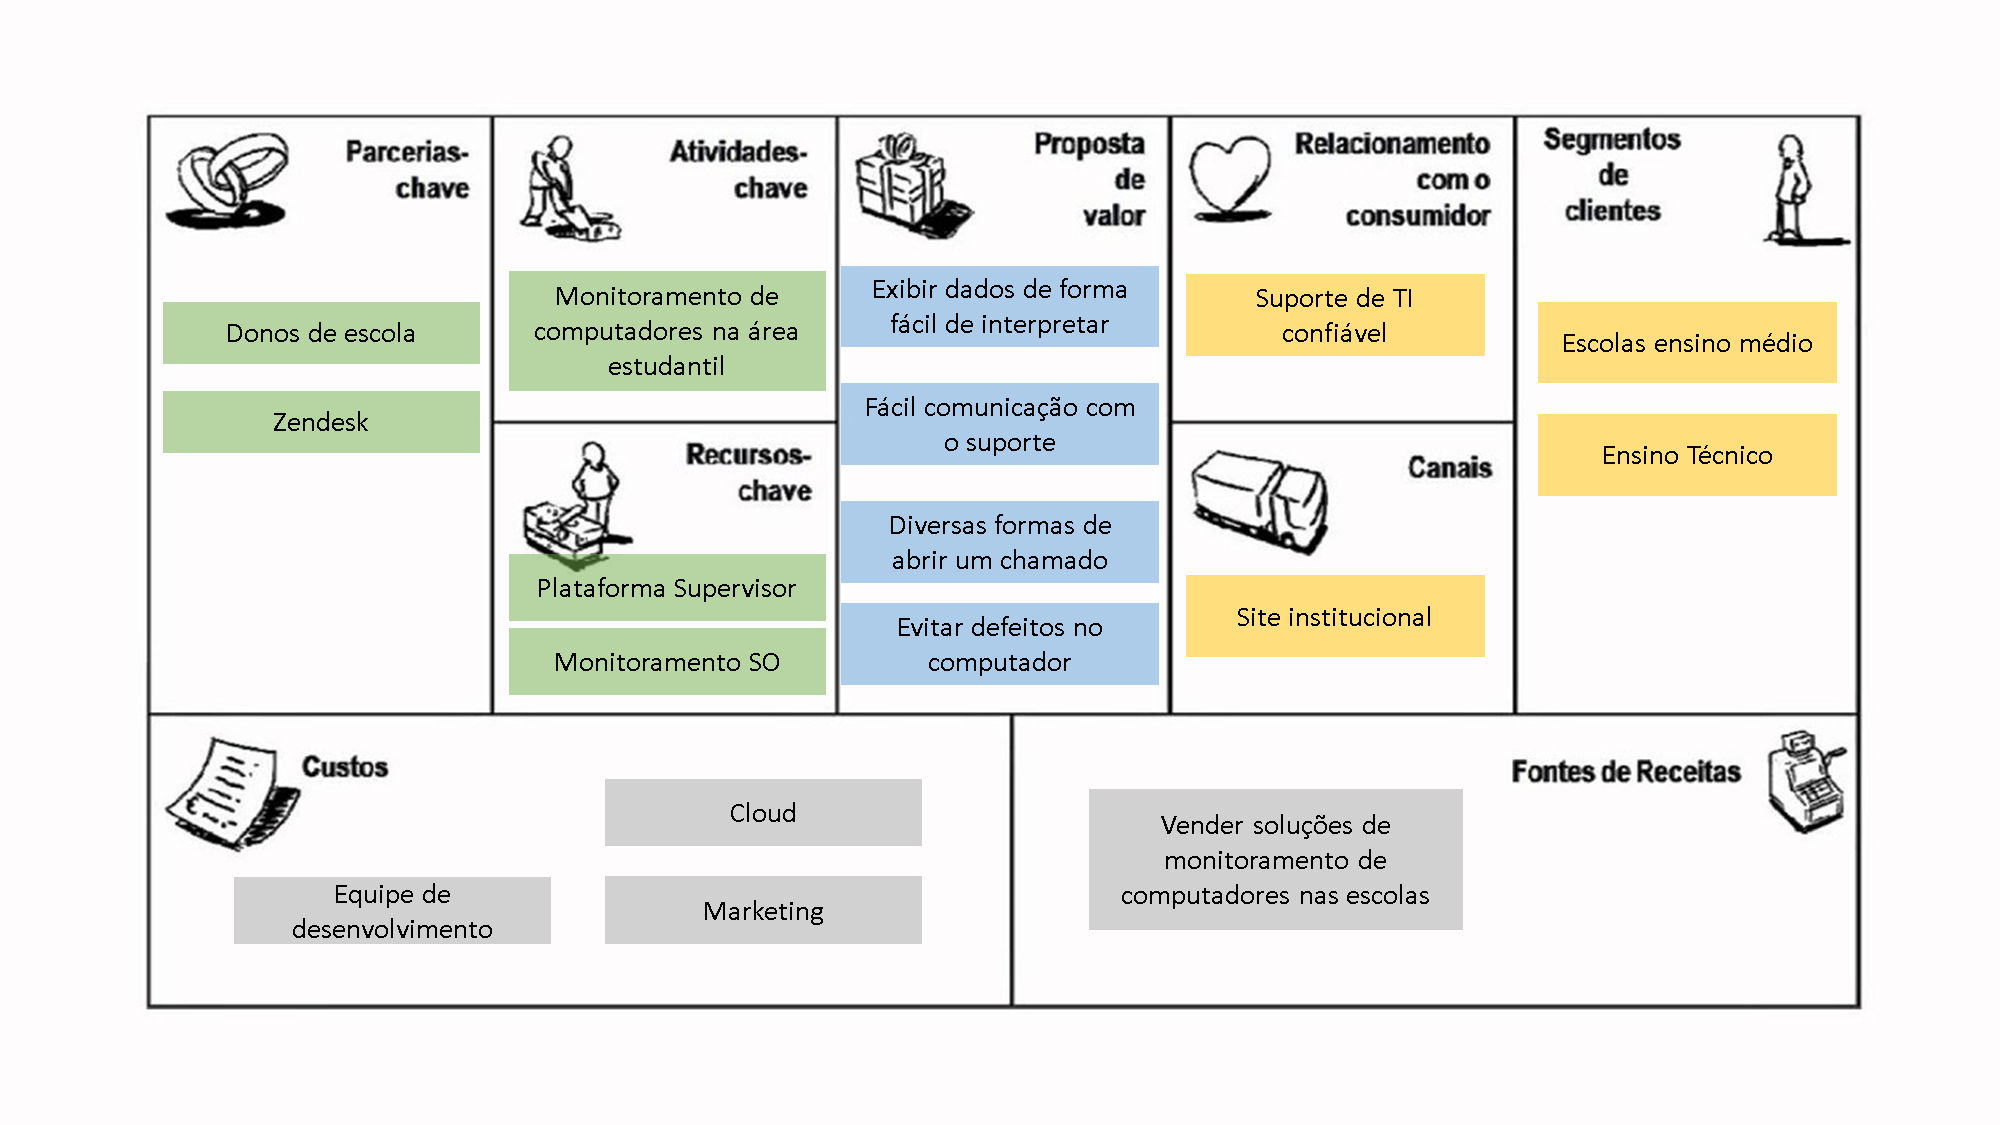 Parcerias-
chave
Donos de escola
Zendesk
Atividades-
chave
Monitoramento de
computadores na área
estudantil
Recursos-
chave
Plataforma Supervisor
Monitoramento SO
Proposta
de
valor
Exibir dados de forma
fácil de interpretar
Fácil comunicação com
o suporte
Diversas formas de
abrir um chamado
Evitar defeitos no
computador
Relacionamento
com o
consumidor
Suporte de TI
confiável
Canais
Site institucional
Segmentos
de
clientes
Escolas ensino médio
Ensino Técnico
Custos
Cloud
Equipe de
desenvolvimento
Marketing
Fontes de Receitas
Vender soluções de
monitoramento de
computadores nas escolas